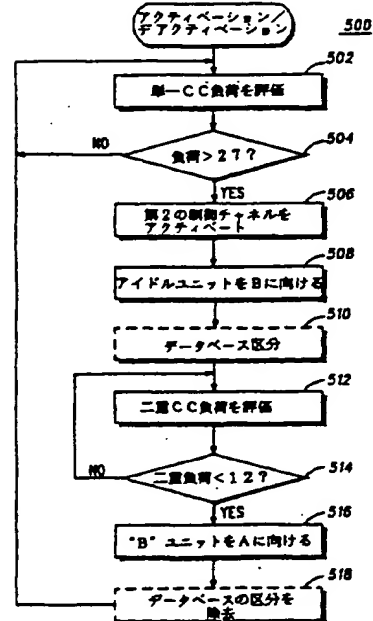 アクティベーション/
デアクティベーション
500
502
単一CC負荷を評価
504
NO
負荷>27?
YES
506
第2の制御チャネルを
アクティベート
508
アイドルユニットをBに向ける
510
データベース区分
512
二重CC負荷を評価
514
NO
二重負荷<12?
YES
516
"B" ユニットをAに向ける
518
データベースの区分を
除去